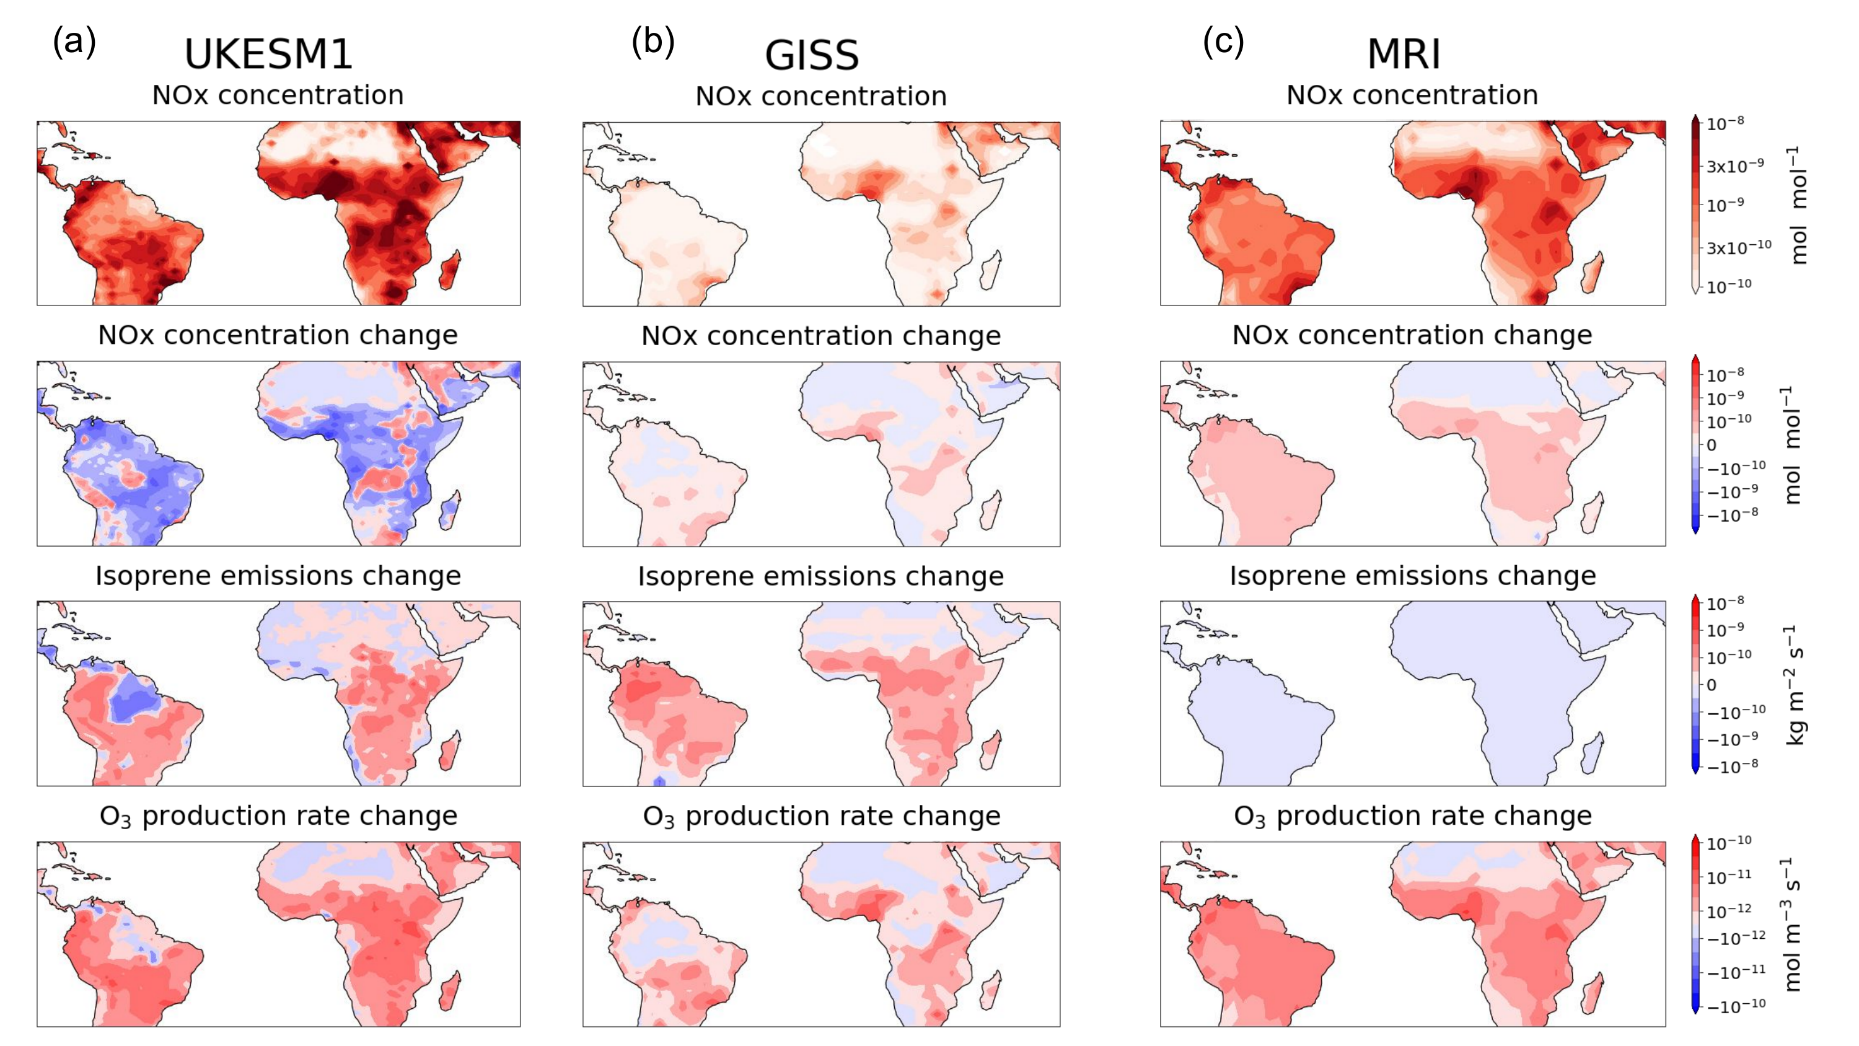 (a)
UKESM1
(b)
GISS
(c)
MRI
NOx concentration
NOx concentration
NOx concentration
10⁻⁸
3x10⁻⁹
10⁻⁹
3x10⁻¹⁰
10⁻¹⁰
mol mol⁻¹
NOx concentration change
NOx concentration change
NOx concentration change
10⁻⁸
10⁻⁹
10⁻¹⁰
0
−10⁻¹⁰
−10⁻⁹
−10⁻⁸
mol mol⁻¹
Isoprene emissions change
Isoprene emissions change
Isoprene emissions change
10⁻⁸
10⁻⁹
10⁻¹⁰
0
−10⁻¹⁰
−10⁻⁹
−10⁻⁸
kg m⁻² s⁻¹
O₃ production rate change
O₃ production rate change
O₃ production rate change
10⁻¹⁰
10⁻¹¹
10⁻¹²
−10⁻¹²
−10⁻¹¹
−10⁻¹⁰
mol m⁻³ s⁻¹